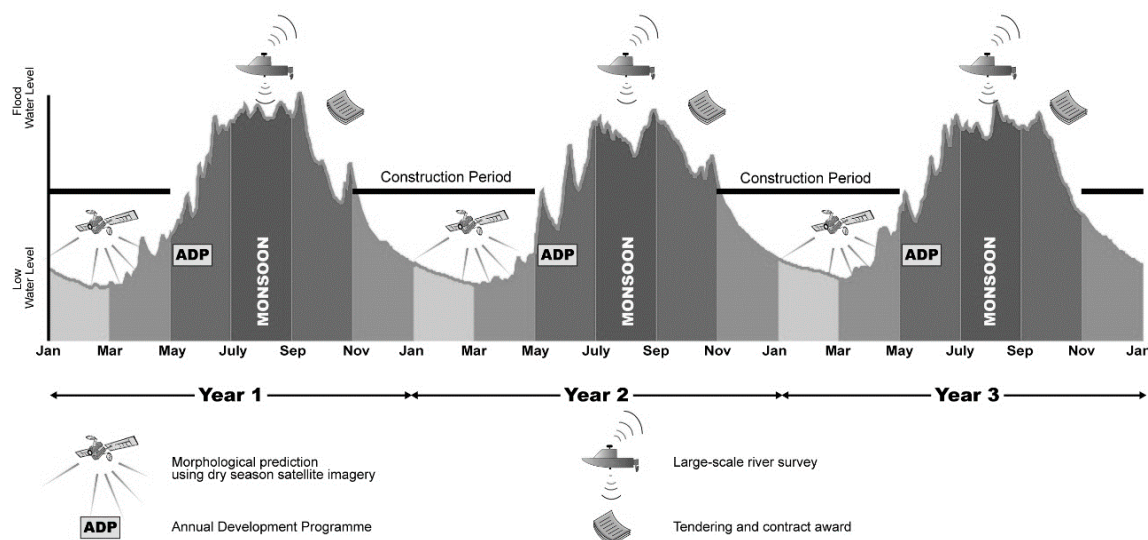 Flood
Water Level
Low
Water Level
Construction Period
Construction Period
ADP
ADP
ADP
MONSOON
MONSOON
MONSOON
Jan Mar May July Sep Nov Jan Mar May July Sep Nov Jan Mar May July Sep Nov Jan
Year 1 Year 2 Year 3
Morphological prediction
using dry season satellite imagery
Large-scale river survey
ADP
Annual Development Programme
Tendering and contract award